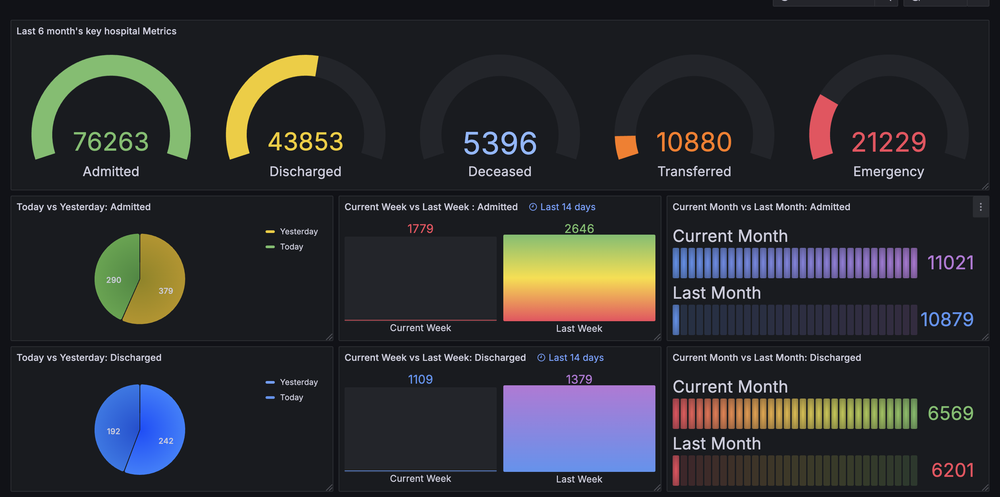 Last 6 month's key hospital Metrics
76263
Admitted
43853
Discharged
5396
Deceased
10880
Transferred
21229
Emergency
Today vs Yesterday: Admitted
Yesterday
Today
290
379
Current Week vs Last Week : Admitted
Last 14 days
1779
2646
Current Week
Last Week
Current Month vs Last Month: Admitted
Current Month
11021
Last Month
10879
Today vs Yesterday: Discharged
Yesterday
Today
192
242
Current Week vs Last Week: Discharged
Last 14 days
1109
1379
Current Week
Last Week
Current Month vs Last Month: Discharged
Current Month
6569
Last Month
6201